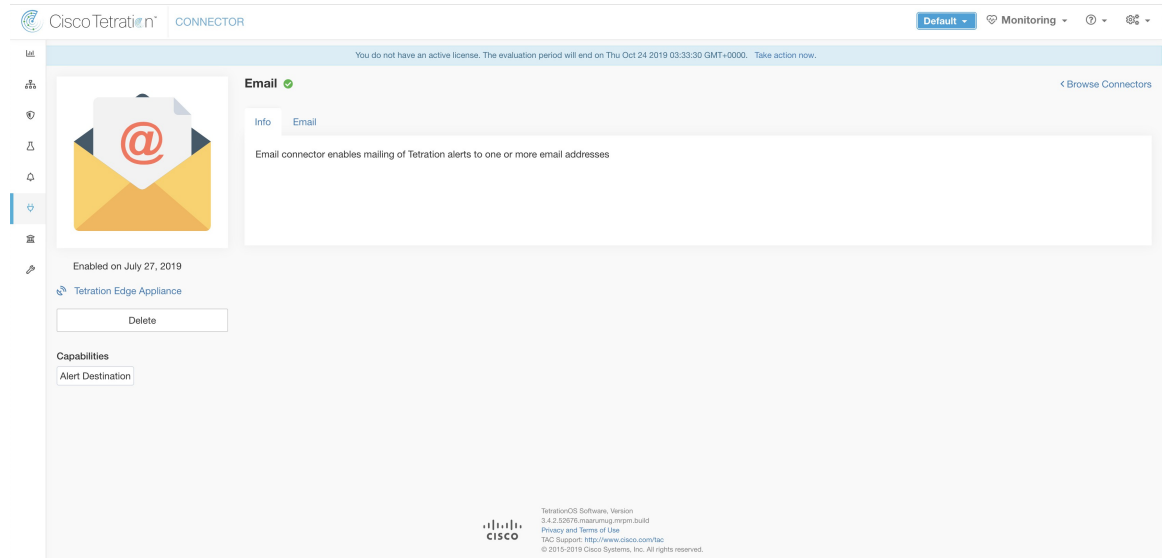 Cisco Tetration™ CONNECTOR Default Monitoring
You do not have an active license. The evaluation period will end on Thu Oct 24 2019 03:33:30 GMT+0000. Take action now.
Email
< Browse Connectors
Info Email
@
Email connector enables mailing of Tetration alerts to one or more email addresses
Enabled on July 27, 2019
Tetration Edge Appliance
Delete
Capabilities
Alert Destination
CISCO
TetrationOS Software, Version
3.4.2.52676.maarumug.mrpm.build
Privacy and Terms of Use
TAC Support: http://www.cisco.com/tac
© 2015-2019 Cisco Systems, Inc. All rights reserved.